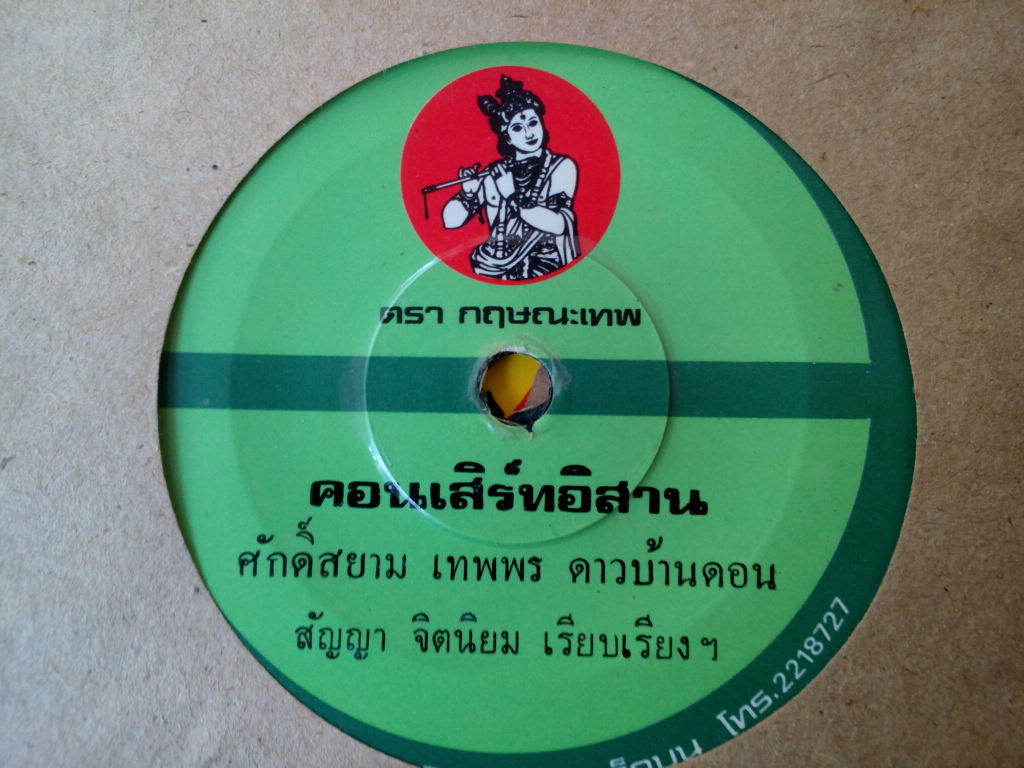 ตรา กฤษณะเทพ
คอนเสิร์ทอิสาน
ศักดิ์สยาม เทพพร ดาวบ้านดอน
สัญญา จิตนิยม เรียบเรียงฯ
โทร.2218727